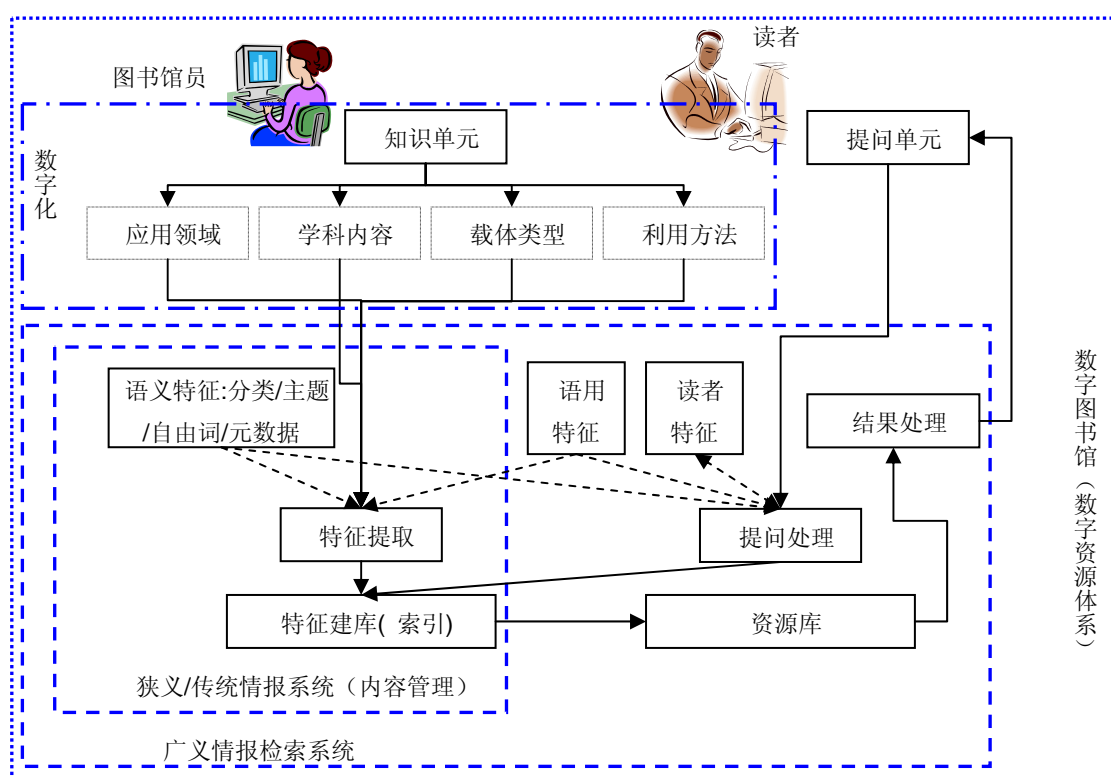 读者
图书馆员
知识单元
提问单元
数字化
应用领域
学科内容
载体类型
利用方法
语义特征:分类/主题
/自由词/元数据
语用
特征
读者
特征
结果处理
数字图书馆（数字资源体系）
特征提取
提问处理
特征建库( 索引)
资源库
狭义/传统情报系统（内容管理）
广义情报检索系统